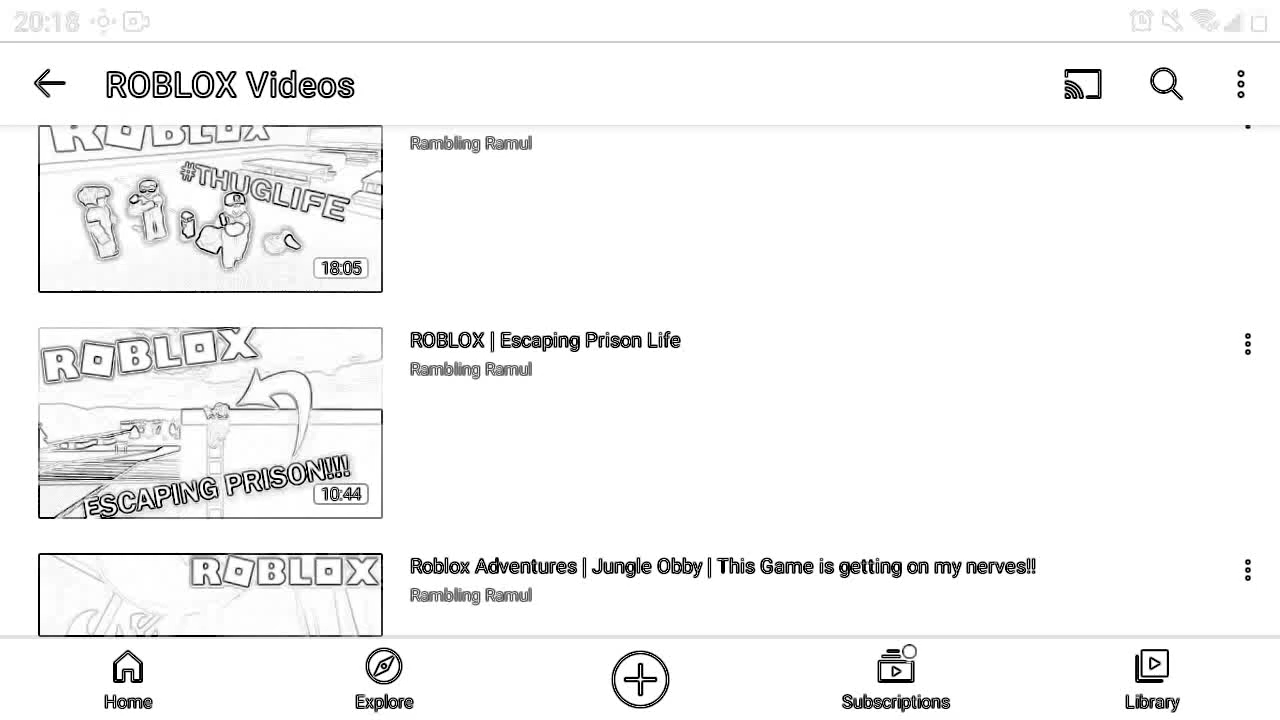 20:18
ROBLOX Videos
ROBLOX
#THUGLIFE
18:05
Rambling Ramul
ROBLOX
ESCAPING PRISON!!!
10:44
ROBLOX | Escaping Prison Life
Rambling Ramul
ROBLOX
Roblox Adventures | Jungle Obby | This Game is getting on my nerves!!
Rambling Ramul
Home
Explore
Subscriptions
Library